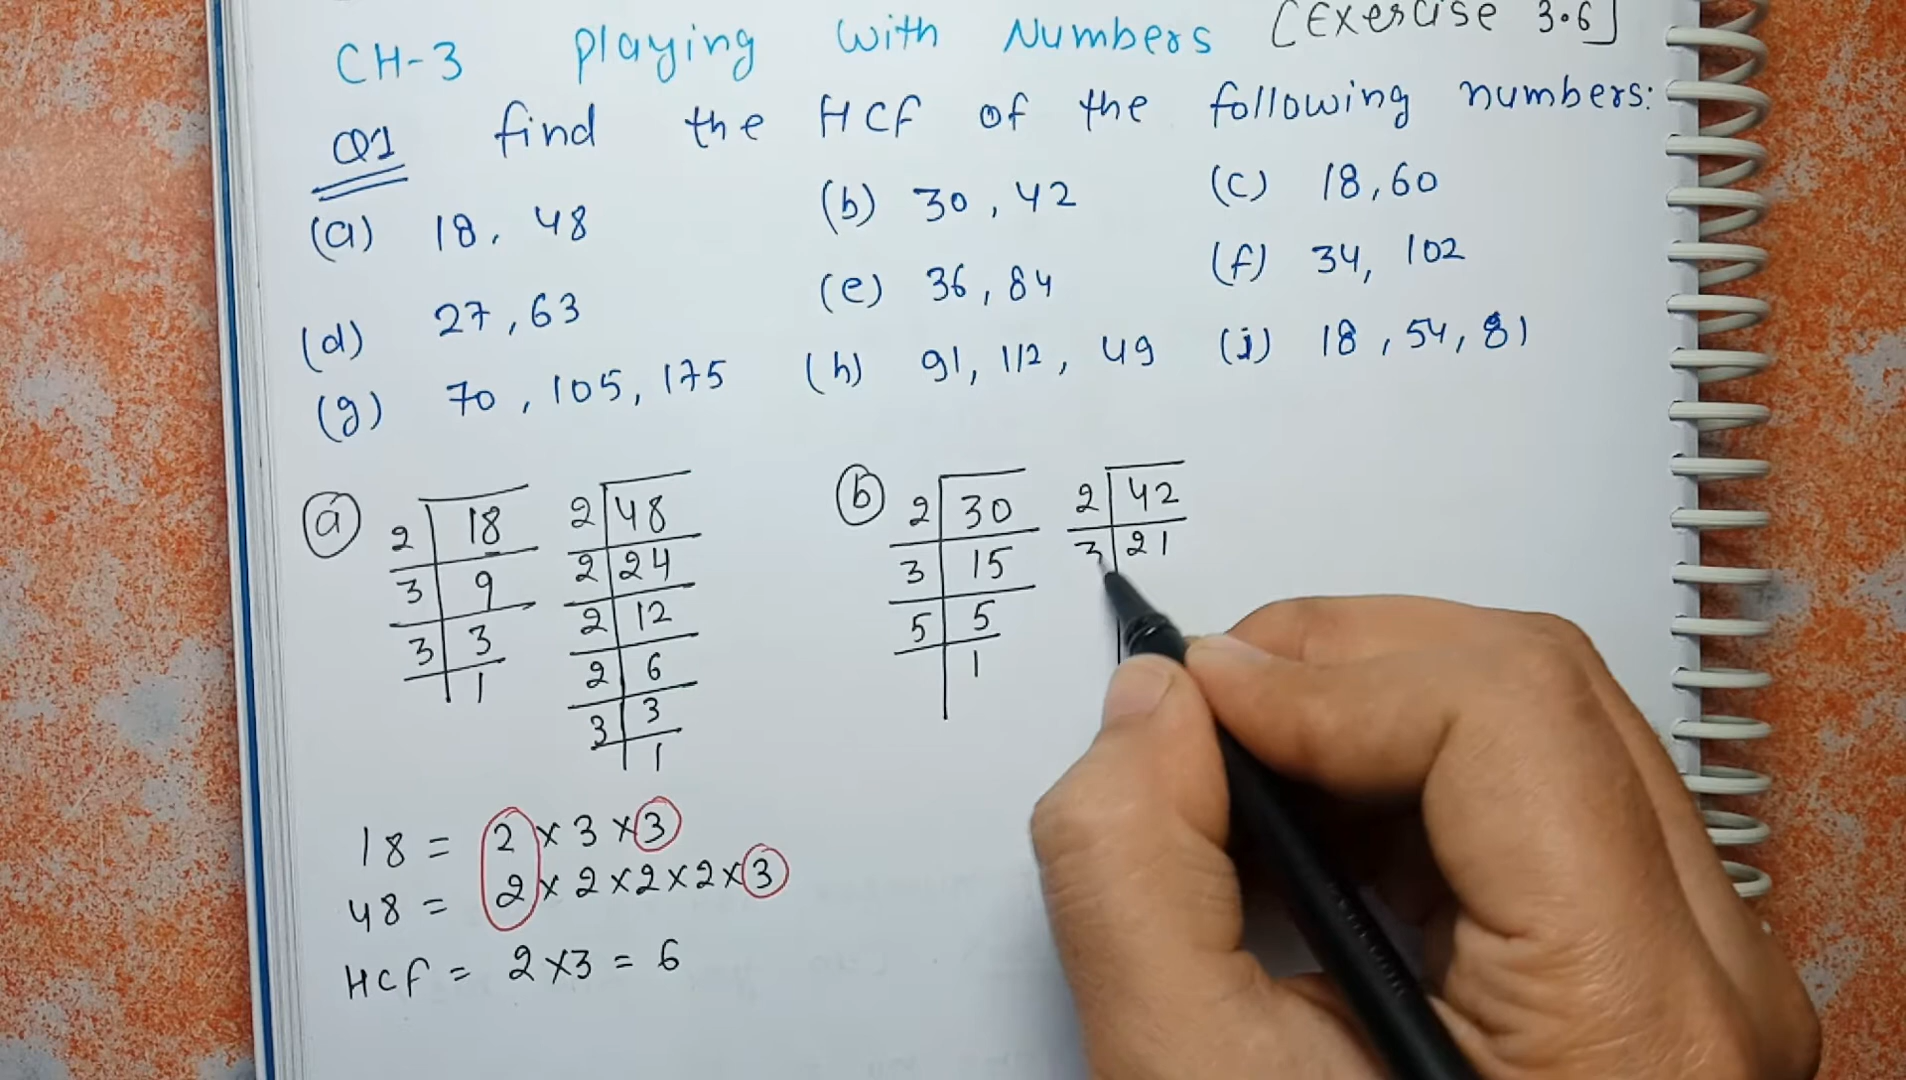 CH-3 Playing with Numbers [Exercise 3.6]
Q1 find the HCF of the following numbers:
(a) 18, 48 (b) 30, 42 (c) 18, 60
(d) 27, 63 (e) 36, 84 (f) 34, 102
(g) 70, 105, 175 (h) 91, 112, 49 (i) 18, 54, 81
(a)
2 | 18
3 | 9
3 | 3
1
2 | 48
2 | 24
2 | 12
2 | 6
3 | 3
1
(b)
2 | 30
3 | 15
5 | 5
1
2 | 42
3 | 21
18 = 2 × 3 × 3
48 = 2 × 2 × 2 × 2 × 3
HCF = 2 × 3 = 6